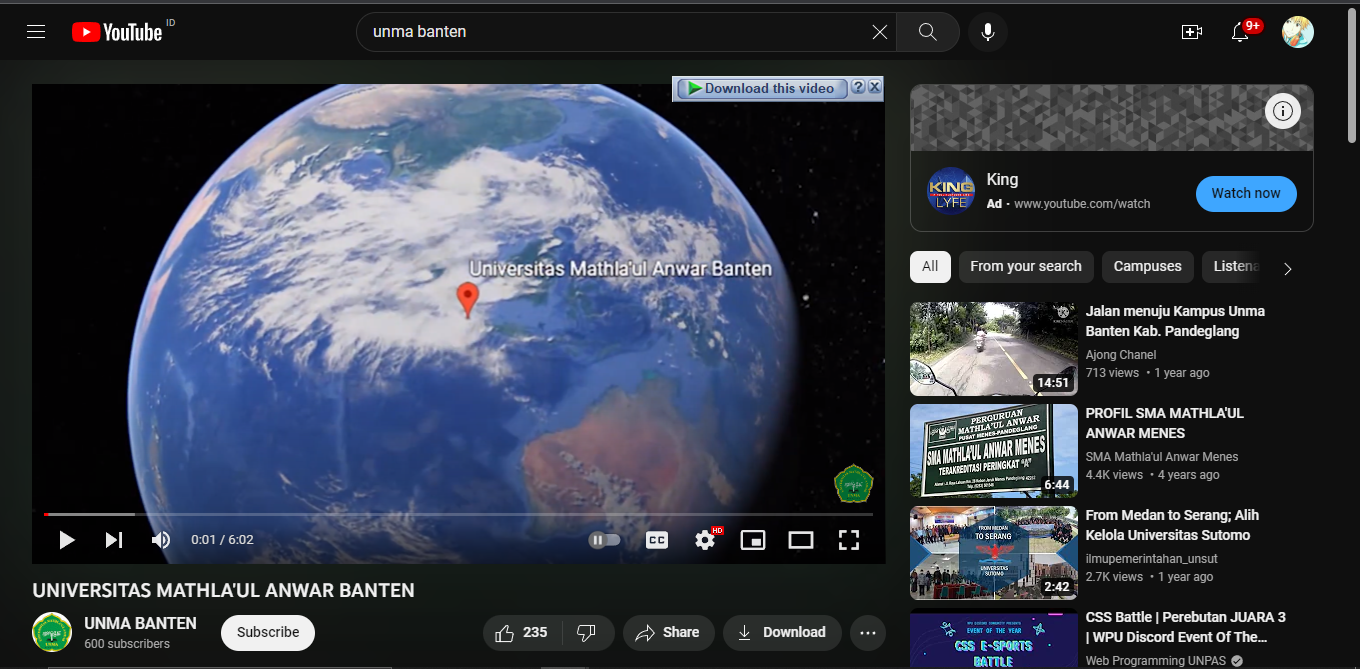 YouTube ID
unma banten
9+
Download this video ? X
Universitas Mathla'ul Anwar Banten
UNMA
0:01 / 6:02
CC
HD
UNIVERSITAS MATHLA'UL ANWAR BANTEN
UNMA BANTEN
600 subscribers
Subscribe
235
Share
Download
KING
LYFE
King
Ad · www.youtube.com/watch
Watch now
All
From your search
Campuses
Listena
14:51
Jalan menuju Kampus Unma
Banten Kab. Pandeglang
Ajong Chanel
713 views · 1 year ago
PERGURUAN
MATHLA'UL ANWAR
PUSAT MENES-PANDEGLANG
SMA MATHLA'UL ANWAR MENES
TERAKREDITASI PERINGKAT "A"
6:44
PROFIL SMA MATHLA'UL
ANWAR MENES
SMA Mathla'ul Anwar Menes
4.4K views · 4 years ago
FROM MEDAN
TO SERANG
UNIVERSITAS
SUTOMO
2:42
From Medan to Serang; Alih
Kelola Universitas Sutomo
ilmupemerintahan_unsut
2.7K views · 1 year ago
EVENT OF THE YEAR
CSS E-SPORTS
BATTLE
CSS Battle | Perebutan JUARA 3
| WPU Discord Event Of The...
Web Programming UNPAS